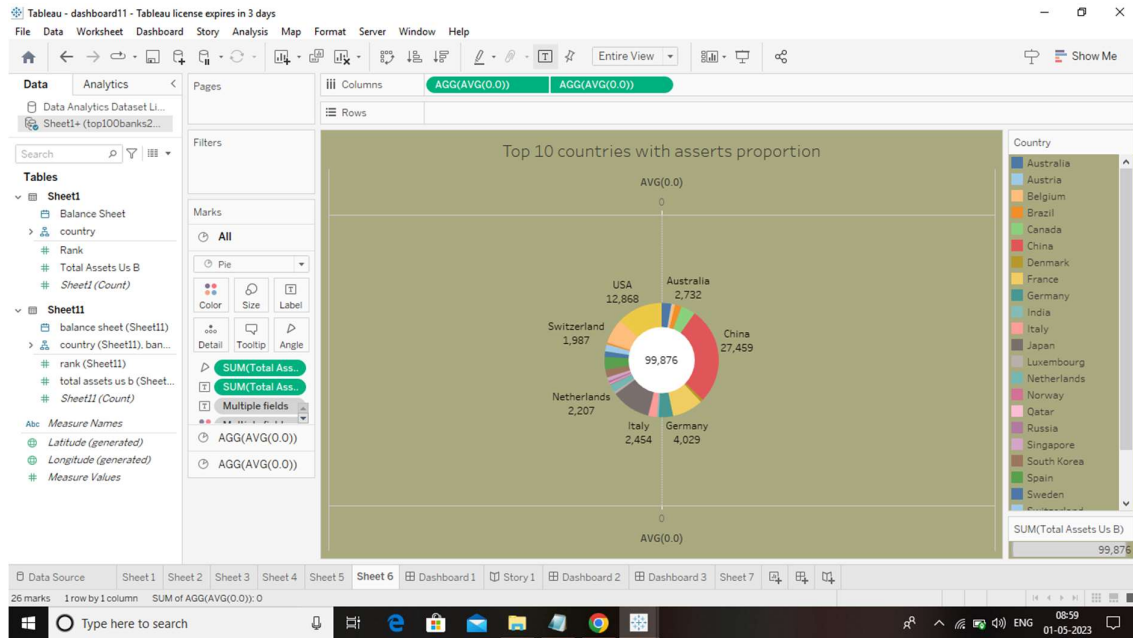 Tableau - dashboard11 - Tableau license expires in 3 days
File Data Worksheet Dashboard Story Analysis Map Format Server Window Help
Entire View
Show Me
Data Analytics
Data Analytics Dataset Li...
Sheet1+ (top100banks2...
Search
Tables
Sheet1
Balance Sheet
country
Rank
Total Assets Us B
Sheet1 (Count)
Sheet11
balance sheet (Sheet11)
country (Sheet11), ban...
rank (Sheet11)
total assets us b (Sheet...
Sheet11 (Count)
Abc Measure Names
Latitude (generated)
Longitude (generated)
Measure Values
Pages
Filters
Marks
All
Pie
Color Size Label
Detail Tooltip Angle
SUM(Total Ass..
SUM(Total Ass..
Multiple fields
AGG(AVG(0.0))
AGG(AVG(0.0))
Columns AGG(AVG(0.0)) AGG(AVG(0.0))
Rows
Top 10 countries with asserts proportion
AVG(0.0)
0
USA
12,868
Australia
2,732
Switzerland
1,987
China
27,459
99,876
Netherlands
2,207
Italy
2,454
Germany
4,029
0
AVG(0.0)
Country
Australia
Austria
Belgium
Brazil
Canada
China
Denmark
France
Germany
India
Italy
Japan
Luxembourg
Netherlands
Norway
Qatar
Russia
Singapore
South Korea
Spain
Sweden
SUM(Total Assets Us B)
99,876
Data Source Sheet 1 Sheet 2 Sheet 3 Sheet 4 Sheet 5 Sheet 6 Dashboard 1 Story 1 Dashboard 2 Dashboard 3 Sheet 7
26 marks 1 row by 1 column SUM of AGG(AVG(0.0)): 0
Type here to search
ENG
08:59
01-05-2023